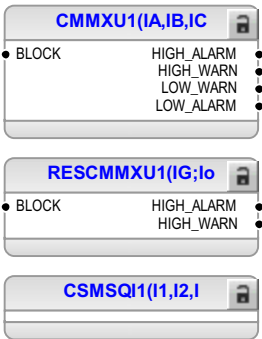 CMMXU1(IA,IB,IC
BLOCK HIGH_ALARM
HIGH_WARN
LOW_WARN
LOW_ALARM
RESCMMXU1(IG;Io
BLOCK HIGH_ALARM
HIGH_WARN
CSMSQI1(I1,I2,I